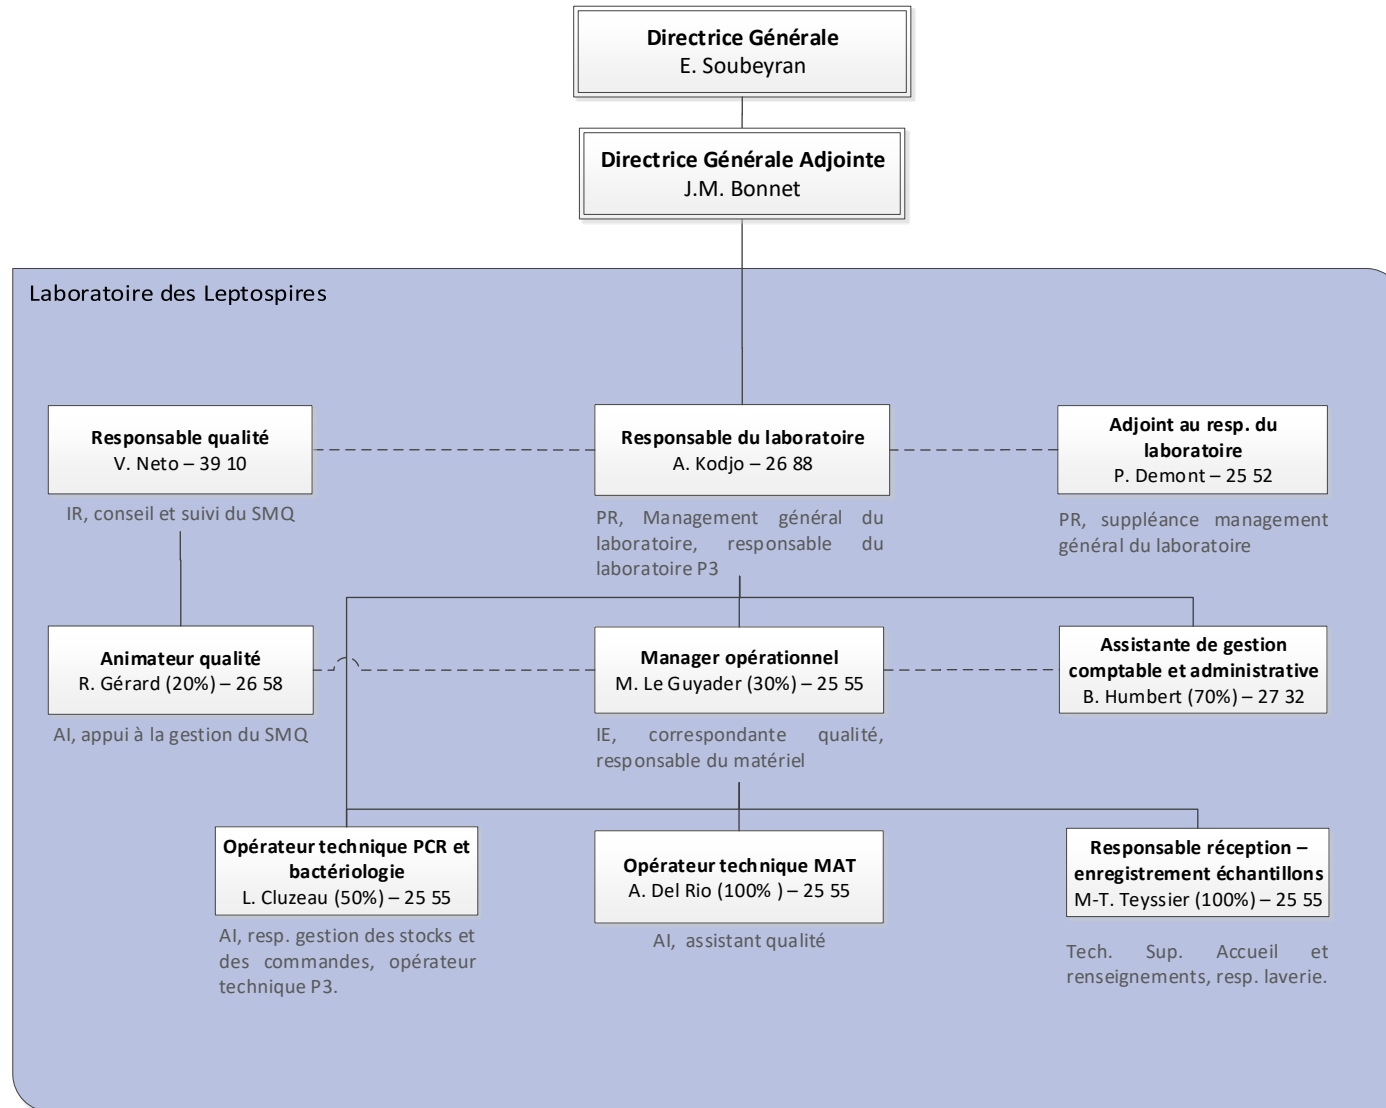 Directrice Générale
E. Soubeyran
Directrice Générale Adjointe
J.M. Bonnet
Laboratoire des Leptospires
Responsable qualité
V. Neto – 39 10
IR, conseil et suivi du SMQ
Responsable du laboratoire
A. Kodjo – 26 88
PR, Management général du
laboratoire, responsable du
laboratoire P3
Adjoint au resp. du
laboratoire
P. Demont – 25 52
PR, suppléance management
général du laboratoire
Animateur qualité
R. Gérard (20%) – 26 58
AI, appui à la gestion du SMQ
Manager opérationnel
M. Le Guyader (30%) – 25 55
IE, correspondante qualité,
responsable du matériel
Assistante de gestion
comptable et administrative
B. Humbert (70%) – 27 32
Opérateur technique PCR et
bactériologie
L. Cluzeau (50%) – 25 55
AI, resp. gestion des stocks et
des commandes, opérateur
technique P3.
Opérateur technique MAT
A. Del Rio (100% ) – 25 55
AI, assistant qualité
Responsable réception –
enregistrement échantillons
M-T. Teyssier (100%) – 25 55
Tech. Sup. Accueil et
renseignements, resp. laverie.